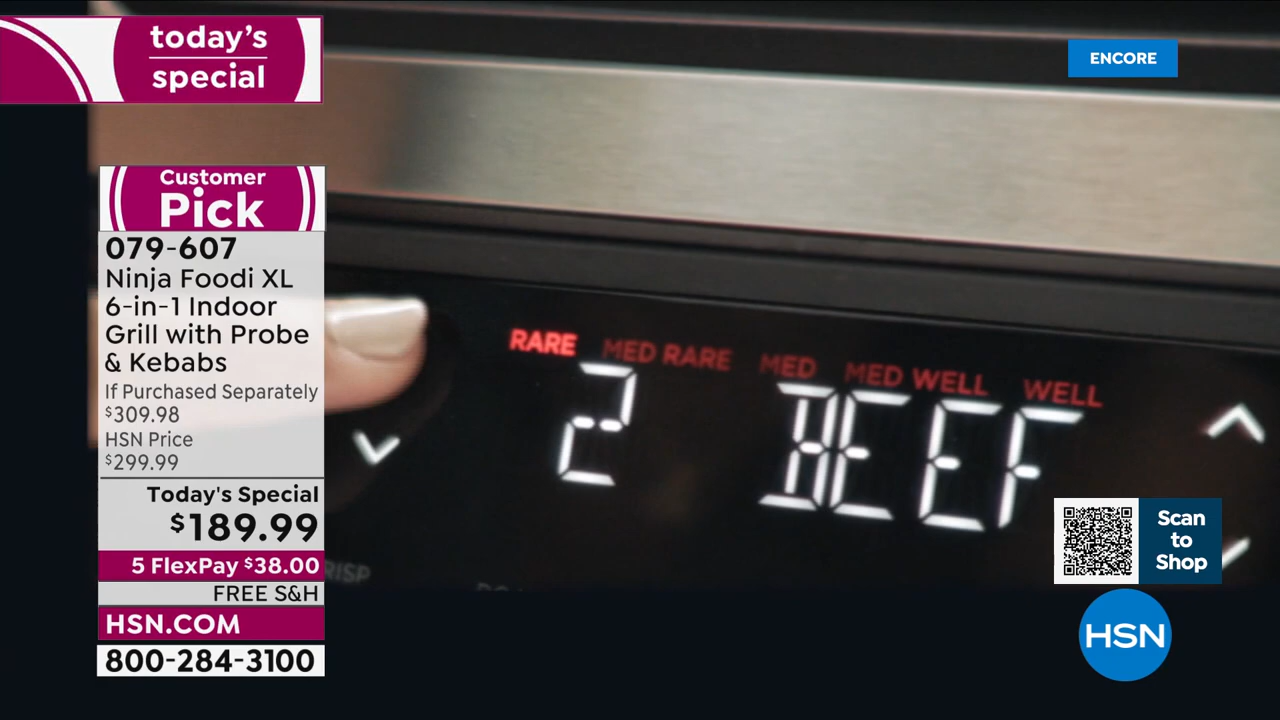 today's
special
ENCORE
Customer
Pick
079-607
Ninja Foodi XL
6-in-1 Indoor
Grill with Probe
& Kebabs
If Purchased Separately
$309.98
HSN Price
$299.99
Today's Special
$189.99
5 FlexPay $38.00
FREE S&H
HSN.COM
800-284-3100
RARE MED RARE MED MED WELL WELL
2 BEEF
Scan
to
Shop
HSN